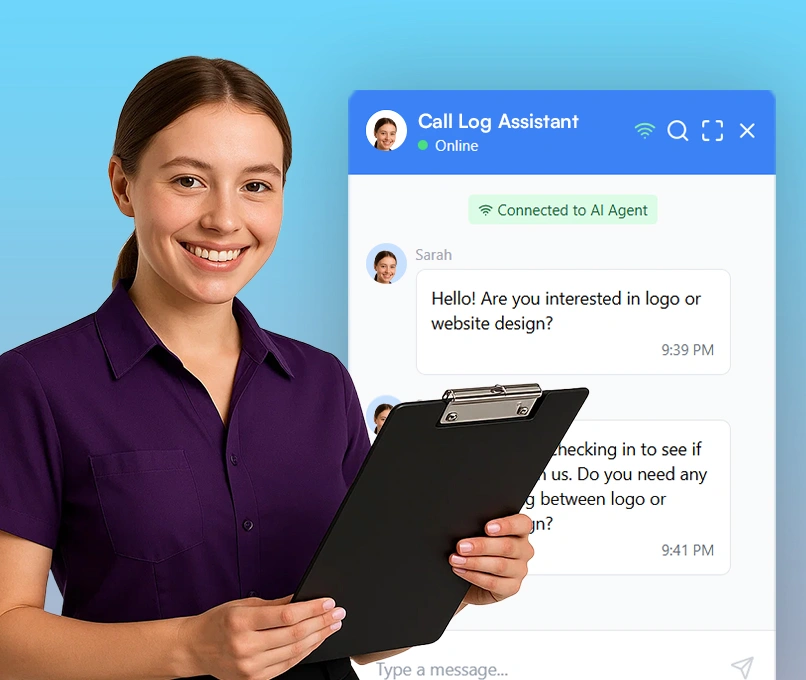 Call Log Assistant
Online
Connected to AI Agent
Sarah
Hello! Are you interested in logo or
website design?
9:39 PM
checking in to see if
us. Do you need any
between logo or
9:41 PM
Type a message...